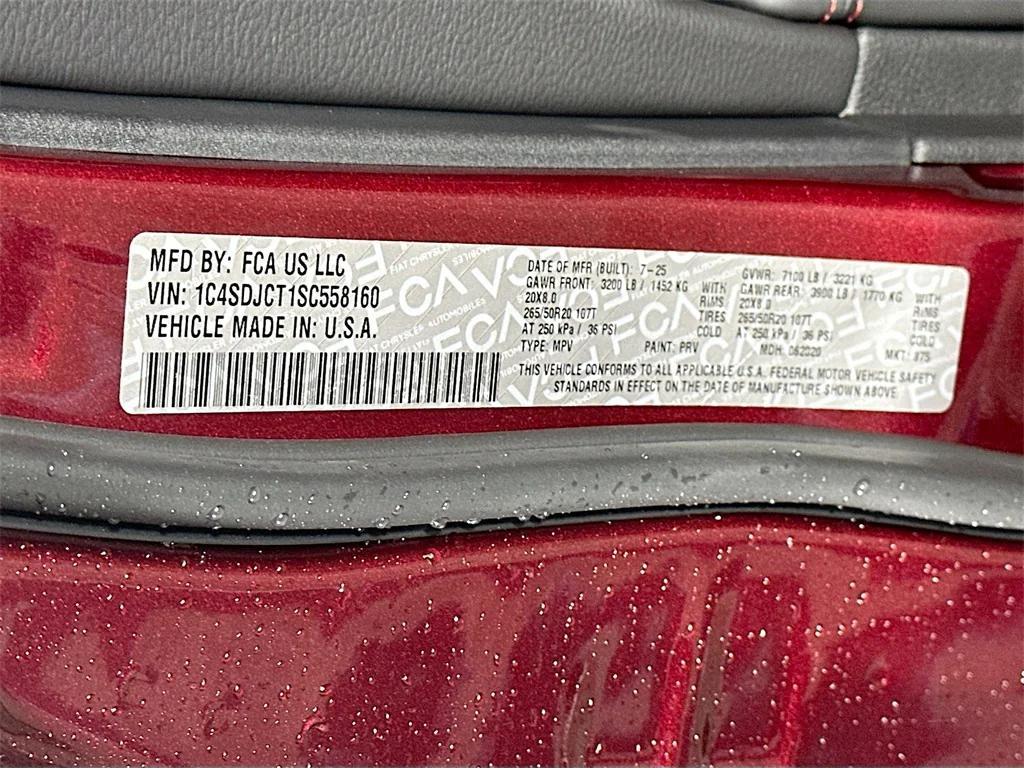 MFD BY: FCA US LLC
VIN: 1C4SDJCT1SC558160
VEHICLE MADE IN: U.S.A.
DATE OF MFR (BUILT): 7-25 GVWR: 7100 LB / 3221 KG
GAWR FRONT: 3200 LB / 1452 KG WITH GAWR REAR: 3900 LB / 1770 KG WITH
20X8.0 RIMS 20X8.0 RIMS
265/50R20 107T TIRES 265/50R20 107T TIRES
AT 250 kPa / 36 PSI COLD AT 250 kPa / 36 PSI COLD
TYPE: MPV PAINT: PRV MDH: 062020 MKT: 875
THIS VEHICLE CONFORMS TO ALL APPLICABLE U.S.A. FEDERAL MOTOR VEHICLE SAFETY
STANDARDS IN EFFECT ON THE DATE OF MANUFACTURE SHOWN ABOVE